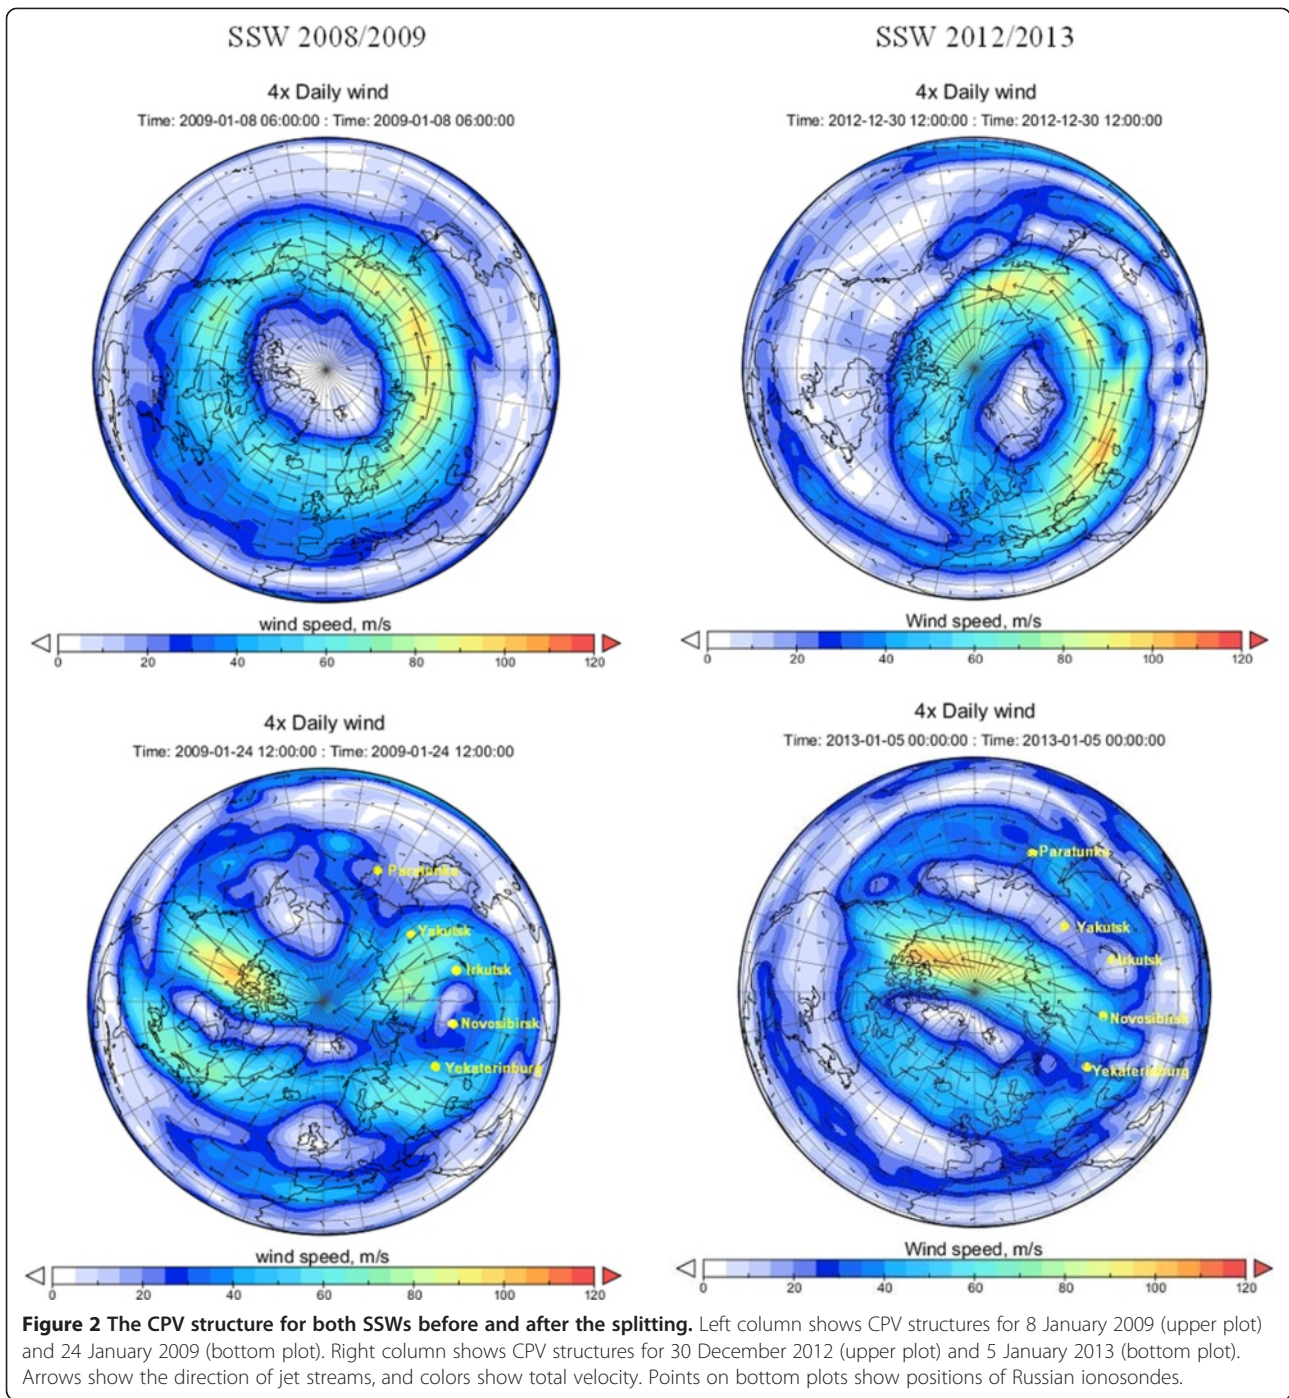 SSW 2008/2009
SSW 2012/2013
4x Daily wind
Time: 2009-01-08 06:00:00 : Time: 2009-01-08 06:00:00
4x Daily wind
Time: 2012-12-30 12:00:00 : Time: 2012-12-30 12:00:00
wind speed, m/s
0 20 40 60 80 100 120
Wind speed, m/s
0 20 40 60 80 100 120
4x Daily wind
Time: 2009-01-24 12:00:00 : Time: 2009-01-24 12:00:00
Paratunka
Yakutsk
Irkutsk
Novosibirsk
Yekaterinburg
wind speed, m/s
0 20 40 60 80 100 120
4x Daily wind
Time: 2013-01-05 00:00:00 : Time: 2013-01-05 00:00:00
Paratunka
Yakutsk
Irkutsk
Novosibirsk
Yekaterinburg
Wind speed, m/s
0 20 40 60 80 100 120
Figure 2 The CPV structure for both SSWs before and after the splitting. Left column shows CPV structures for 8 January 2009 (upper plot)
and 24 January 2009 (bottom plot). Right column shows CPV structures for 30 December 2012 (upper plot) and 5 January 2013 (bottom plot).
Arrows show the direction of jet streams, and colors show total velocity. Points on bottom plots show positions of Russian ionosondes.